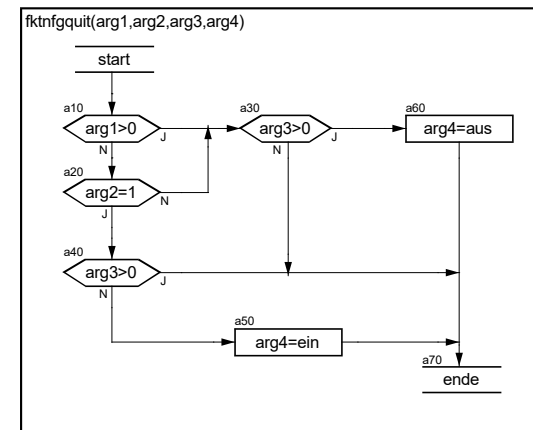 fktnfgquit(arg1,arg2,arg3,arg4)
start
a10
arg1>0
J
N
a30
arg3>0
J
N
a60
arg4=aus
a20
arg2=1
N
J
a40
arg3>0
J
N
a50
arg4=ein
a70
ende